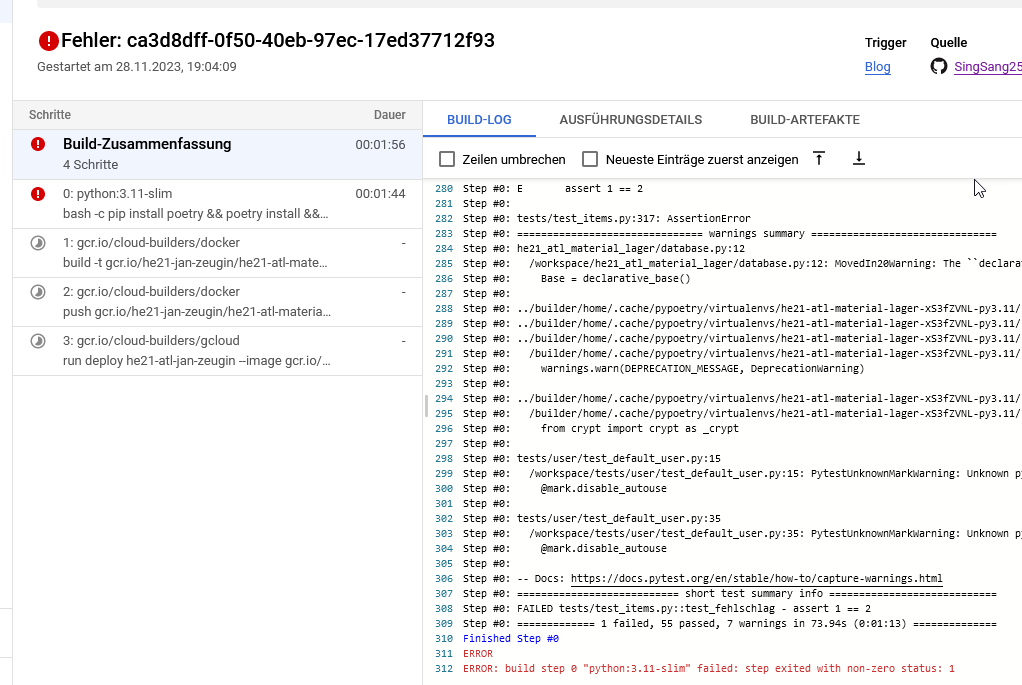 Fehler: ca3d8dff-0f50-40eb-97ec-17ed37712f93
Gestartet am 28.11.2023, 19:04:09
Trigger
Quelle
Blog
SingSang25
Schritte
Dauer
Build-Zusammenfassung
00:01:56
4 Schritte
0: python:3.11-slim
00:01:44
bash -c pip install poetry && poetry install &&...
1: gcr.io/cloud-builders/docker
-
build -t gcr.io/he21-jan-zeugin/he21-atl-mate...
2: gcr.io/cloud-builders/docker
-
push gcr.io/he21-jan-zeugin/he21-atl-materia...
3: gcr.io/cloud-builders/gcloud
-
run deploy he21-atl-jan-zeugin --image gcr.io/...
BUILD-LOG
AUSFÜHRUNGSDETAILS
BUILD-ARTEFAKTE
Zeilen umbrechen
Neueste Einträge zuerst anzeigen
280 Step #0: E       assert 1 == 2
281 Step #0:
282 Step #0: tests/test_items.py:317: AssertionError
283 Step #0: =============================== warnings summary ===============================
284 Step #0: he21_atl_material_lager/database.py:12
285 Step #0:   /workspace/he21_atl_material_lager/database.py:12: MovedIn20Warning: The ``declara
286 Step #0:     Base = declarative_base()
287 Step #0:
288 Step #0: ../builder/home/.cache/pypoetry/virtualenvs/he21-atl-material-lager-xS3fZVNL-py3.11/
289 Step #0: ../builder/home/.cache/pypoetry/virtualenvs/he21-atl-material-lager-xS3fZVNL-py3.11/
290 Step #0: ../builder/home/.cache/pypoetry/virtualenvs/he21-atl-material-lager-xS3fZVNL-py3.11/
291 Step #0:   /builder/home/.cache/pypoetry/virtualenvs/he21-atl-material-lager-xS3fZVNL-py3.11/
292 Step #0:     warnings.warn(DEPRECATION_MESSAGE, DeprecationWarning)
293 Step #0:
294 Step #0: ../builder/home/.cache/pypoetry/virtualenvs/he21-atl-material-lager-xS3fZVNL-py3.11/
295 Step #0:   /builder/home/.cache/pypoetry/virtualenvs/he21-atl-material-lager-xS3fZVNL-py3.11/
296 Step #0:     from crypt import crypt as _crypt
297 Step #0:
298 Step #0: tests/user/test_default_user.py:15
299 Step #0:   /workspace/tests/user/test_default_user.py:15: PytestUnknownMarkWarning: Unknown py
300 Step #0:     @mark.disable_autouse
301 Step #0:
302 Step #0: tests/user/test_default_user.py:35
303 Step #0:   /workspace/tests/user/test_default_user.py:35: PytestUnknownMarkWarning: Unknown py
304 Step #0:     @mark.disable_autouse
305 Step #0:
306 Step #0: -- Docs: https://docs.pytest.org/en/stable/how-to/capture-warnings.html
307 Step #0: =========================== short test summary info ============================
308 Step #0: FAILED tests/test_items.py::test_fehlschlag - assert 1 == 2
309 Step #0: ============= 1 failed, 55 passed, 7 warnings in 73.94s (0:01:13) ==============
310 Finished Step #0
311 ERROR
312 ERROR: build step 0 "python:3.11-slim" failed: step exited with non-zero status: 1